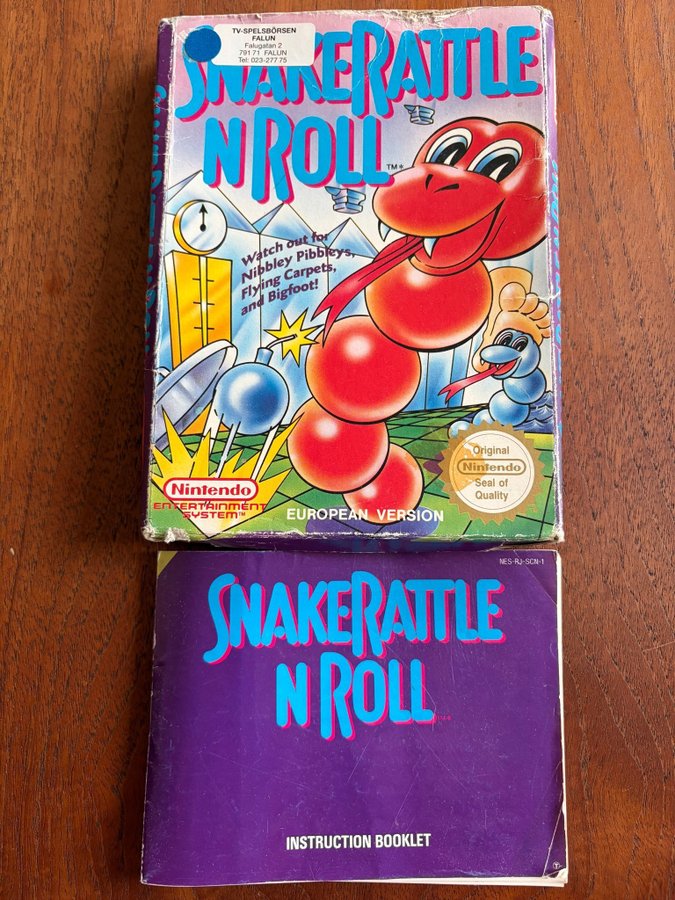 TV-SPELSBÖRSEN
FALUN
Falugatan 2
791 71 FALUN
Tel: 023-277 75
SNAKE RATTLE
N ROLL
TM*
Watch out for
Nibbley Pibbleys,
Flying Carpets,
and Bigfoot!
Original
Nintendo
Seal of
Quality
Nintendo
ENTERTAINMENT
SYSTEM™
EUROPEAN VERSION
NES-RJ-SCN-1
SNAKE RATTLE
N ROLL
INSTRUCTION BOOKLET